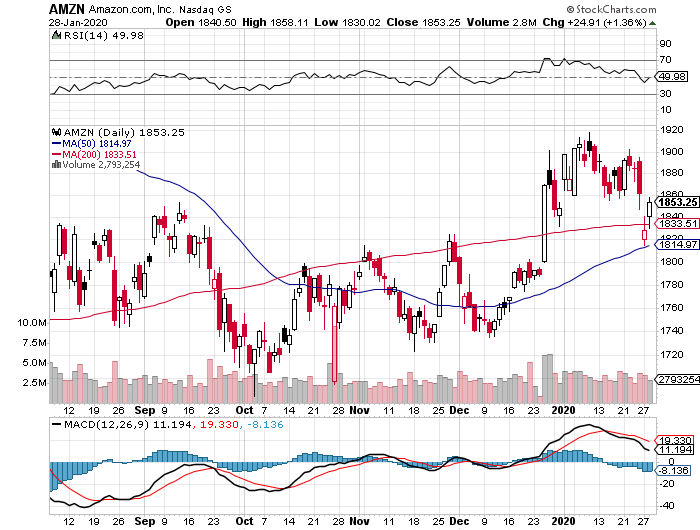 AMZN Amazon.com, Inc. Nasdaq GS © StockCharts.com
28-Jan-2020 Open 1840.50 High 1858.11 Low 1830.02 Close 1853.25 Volume 2.8M Chg +24.91 (+1.36%)
RSI(14) 49.98
90
70
49.98
30
10
AMZN (Daily) 1853.25
MA(50) 1814.97
MA(200) 1833.51
Volume 2,793,254
1920
1900
1880
1860
1853.25
1840
1833.51
1820
1814.97
1800
1780
1760
1740
1720
10.0M
7.5M
5.0M
2.5M
2793254
12 19 26 Sep 9 16 23 Oct 7 14 21 28 Nov 11 18 25 Dec 9 16 23 2020 13 21 27
MACD(12,26,9) 11.194, 19.330, -8.136
19.330
11.194
0
-8.136
-20
-40
12 19 26 Sep 9 16 23 Oct 7 14 21 28 Nov 11 18 25 Dec 9 16 23 2020 13 21 27